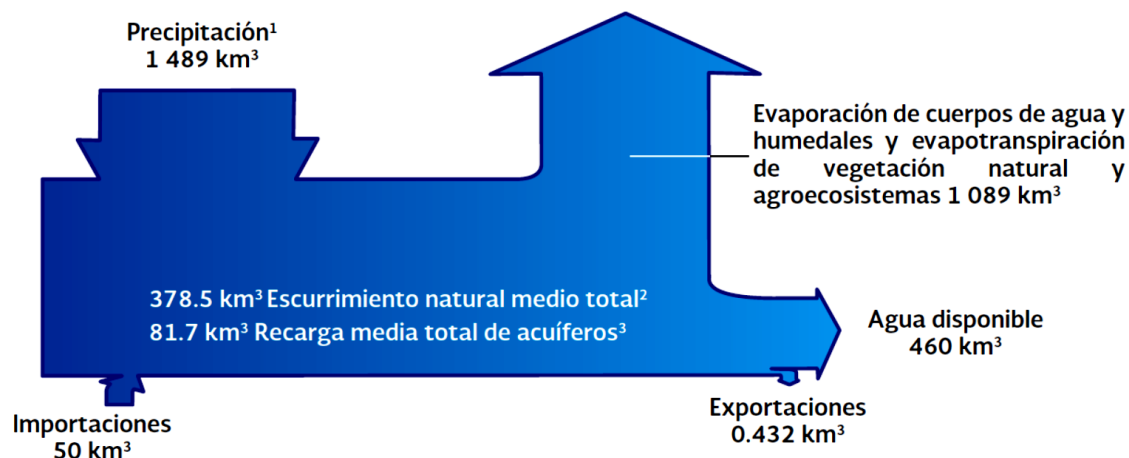 Precipitación¹
1 489 km³
Evaporación de cuerpos de agua y
humedales y evapotranspiración
de vegetación natural y
agroecosistemas 1 089 km³
378.5 km³ Escurrimiento natural medio total²
81.7 km³ Recarga media total de acuíferos³
Agua disponible
460 km³
Importaciones
50 km³
Exportaciones
0.432 km³